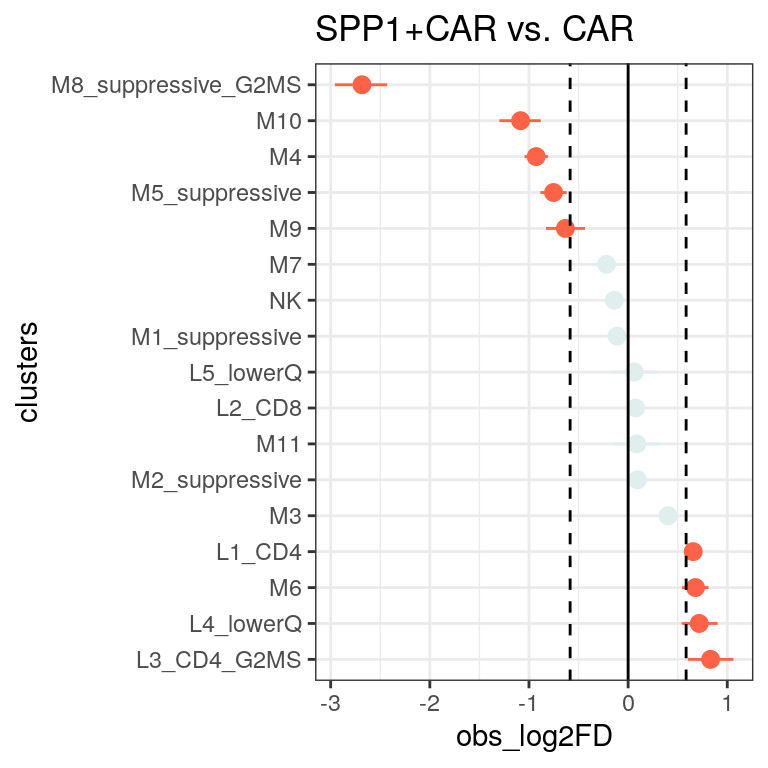 SPP1+CAR vs. CAR
clusters
M8_suppressive_G2MS
M10
M4
M5_suppressive
M9
M7
NK
M1_suppressive
L5_lowerQ
L2_CD8
M11
M2_suppressive
M3
L1_CD4
M6
L4_lowerQ
L3_CD4_G2MS
-3 -2 -1 0 1
obs_log2FD